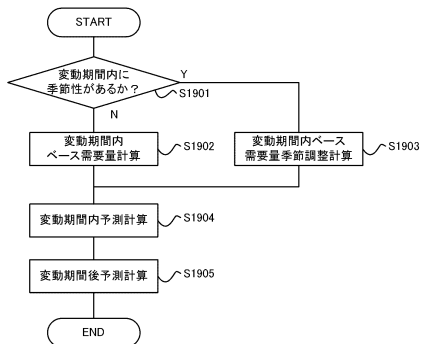 START
変動期間内に
季節性があるか？
Y
S1901
N
変動期間内
ベース需要量計算
S1902
変動期間内ベース
需要量季節調整計算
S1903
変動期間内予測計算
S1904
変動期間後予測計算
S1905
END